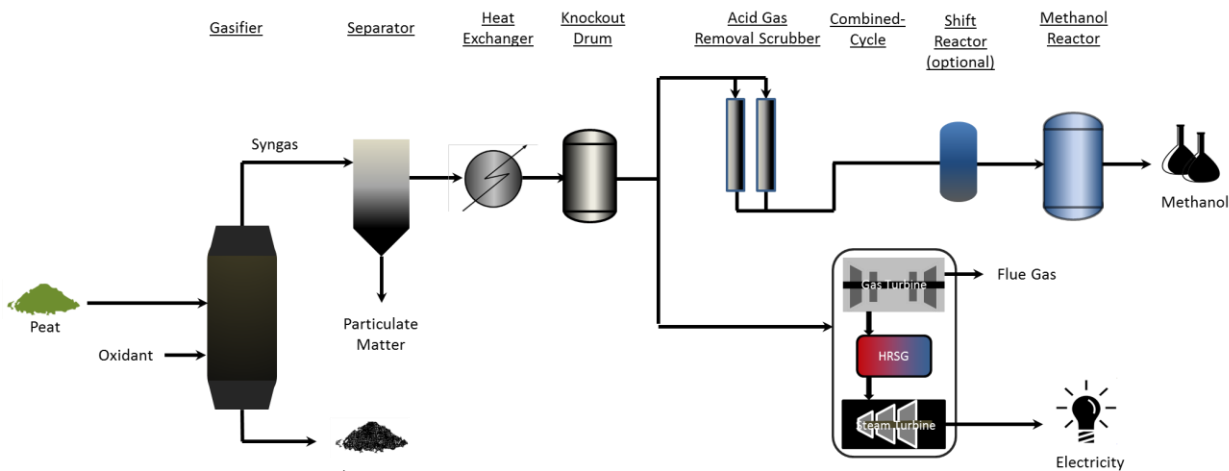 Gasifier
Separator
Heat
Exchanger
Knockout
Drum
Acid Gas
Removal Scrubber
Combined-
Cycle
Shift
Reactor
(optional)
Methanol
Reactor
Syngas
Methanol
Gas Turbine
Flue Gas
Peat
Particulate
Matter
Oxidant
HRSG
Steam Turbine
Electricity